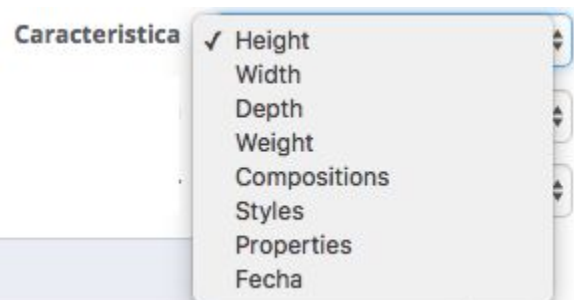 Caracteristica
✓ Height
Width
Depth
Weight
Compositions
Styles
Properties
Fecha